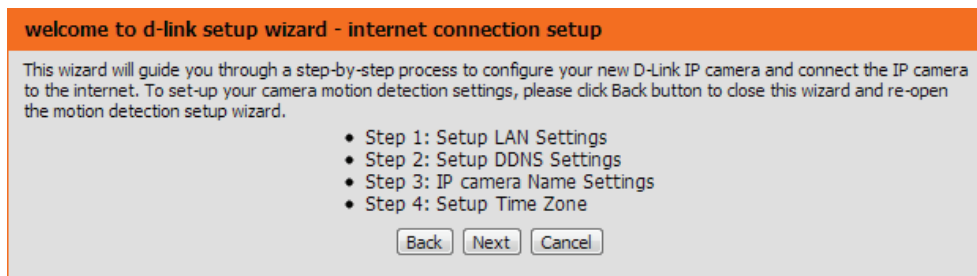 welcome to d-link setup wizard - internet connection setup
This wizard will guide you through a step-by-step process to configure your new D-Link IP camera and connect the IP camera
to the internet. To set-up your camera motion detection settings, please click Back button to close this wizard and re-open
the motion detection setup wizard.
• Step 1: Setup LAN Settings
• Step 2: Setup DDNS Settings
• Step 3: IP camera Name Settings
• Step 4: Setup Time Zone
Back Next Cancel